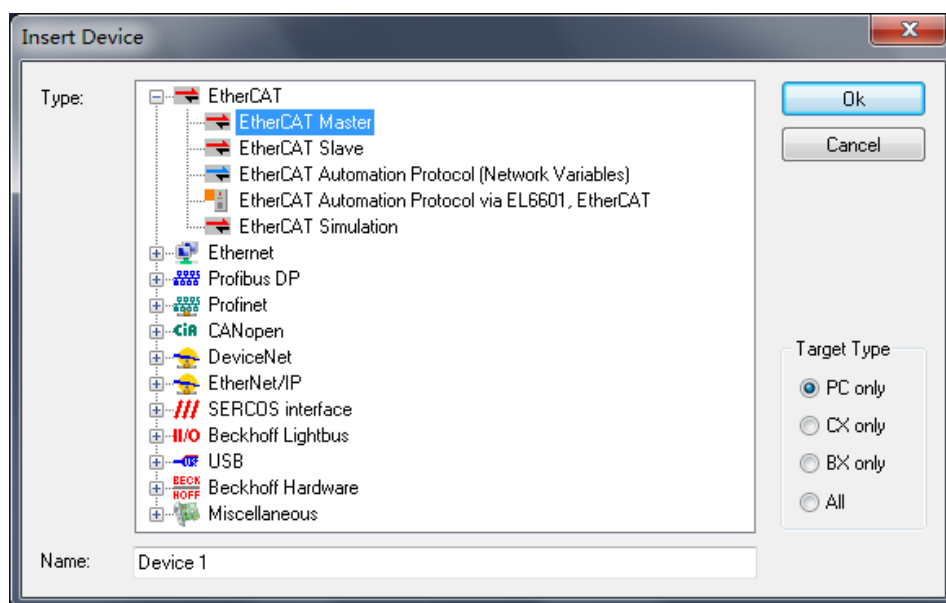 Insert Device
Type:
EtherCAT
EtherCAT Master
EtherCAT Slave
EtherCAT Automation Protocol (Network Variables)
EtherCAT Automation Protocol via EL6601, EtherCAT
EtherCAT Simulation
Ethernet
Profibus DP
Profinet
CiA CANopen
DeviceNet
EtherNet/IP
SERCOS interface
II/O Beckhoff Lightbus
USB
BECKHOFF Beckhoff Hardware
Miscellaneous
Ok
Cancel
Target Type
PC only
CX only
BX only
All
Name: Device 1